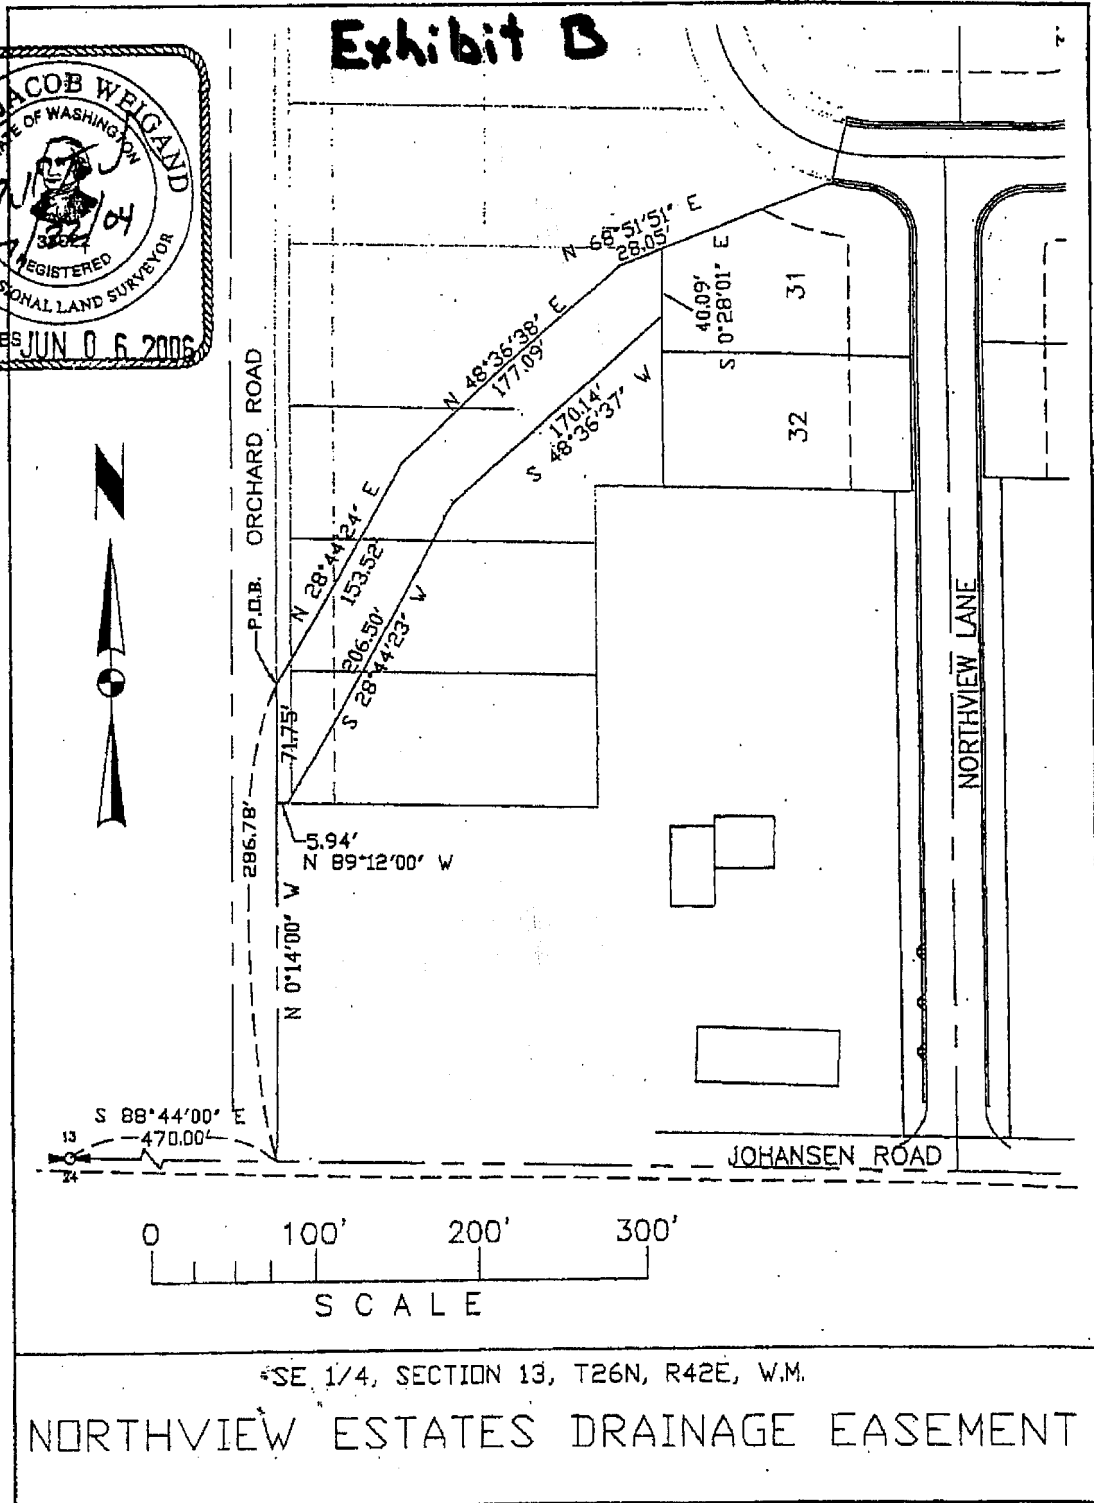 Exhibit B
JACOB WEIGAND
OF WASHINGTON
REGISTERED
SIONAL LAND SURVEYOR
JUN 06 2006
N 68°51'51" E
28.05'
40.09'
S 0°28'01" E
31
N 48°36'38" E
177.09'
170.14'
S 48°36'37" W
32
ORCHARD ROAD
P.O.B.
N 28°44'24" E
153.52'
206.50'
S 28°44'23" W
71.75'
NORTHVIEW LANE
286.78'
5.94'
N 89°12'00" W
N 0°14'00" W
S 88°44'00" E
470.00'
13
24
JOHANSEN ROAD
0 100' 200' 300'
SCALE
SE 1/4, SECTION 13, T26N, R42E, W.M.
NORTHVIEW ESTATES DRAINAGE EASEMENT
N